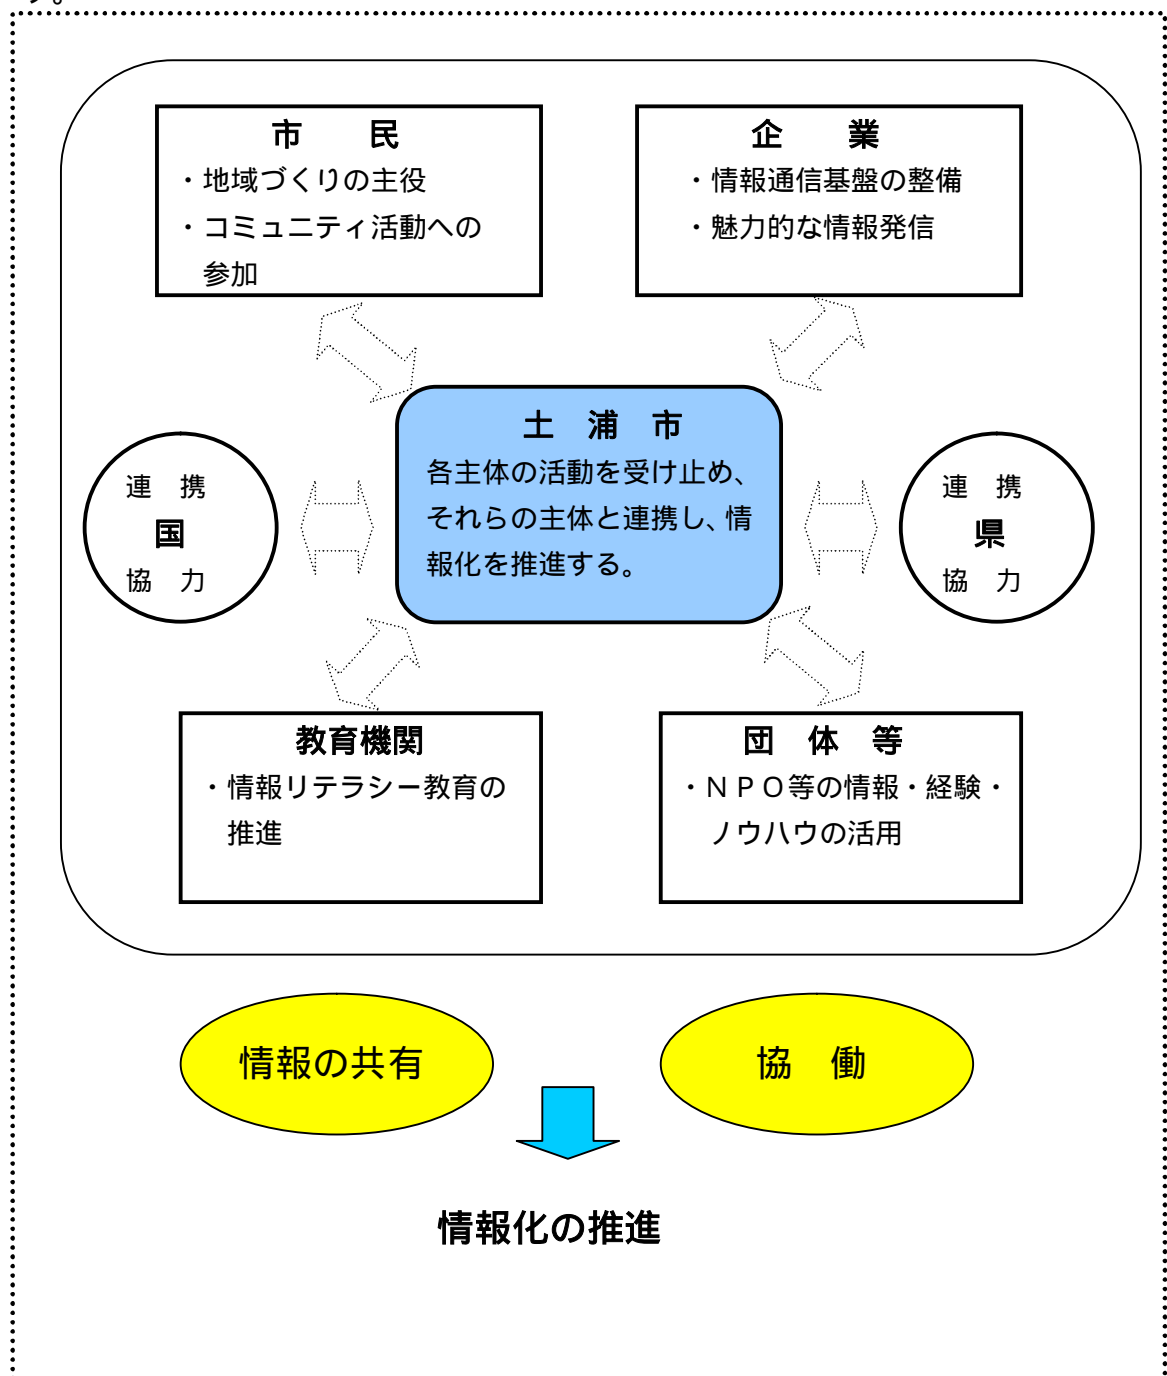 す。
市　　民
・地域づくりの主役
・コミュニティ活動への
参加
企　　業
・情報通信基盤の整備
・魅力的な情報発信
土　浦　市
各主体の活動を受け止め、
それらの主体と連携し、情
報化を推進する。
連　携
国
協　力
連　携
県
協　力
教育機関
・情報リテラシー教育の
推進
団　体　等
・ＮＰＯ等の情報・経験・
ノウハウの活用
情報の共有
協　働
情報化の推進